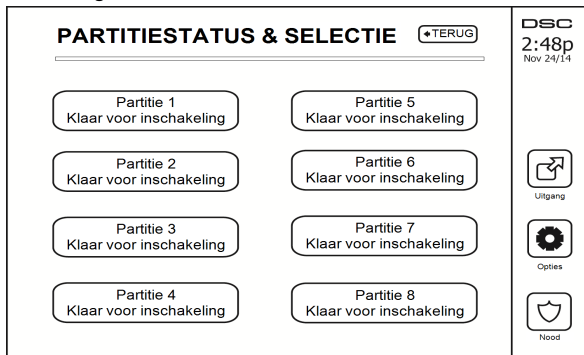 PARTITIESTATUS & SELECTIE
TERUG
DSC
2:48p
Nov 24/14
Partitie 1
Klaar voor inschakeling
Partitie 5
Klaar voor inschakeling
Partitie 2
Klaar voor inschakeling
Partitie 6
Klaar voor inschakeling
Partitie 3
Klaar voor inschakeling
Partitie 7
Klaar voor inschakeling
Partitie 4
Klaar voor inschakeling
Partitie 8
Klaar voor inschakeling
Uitgang
Opties
Nood